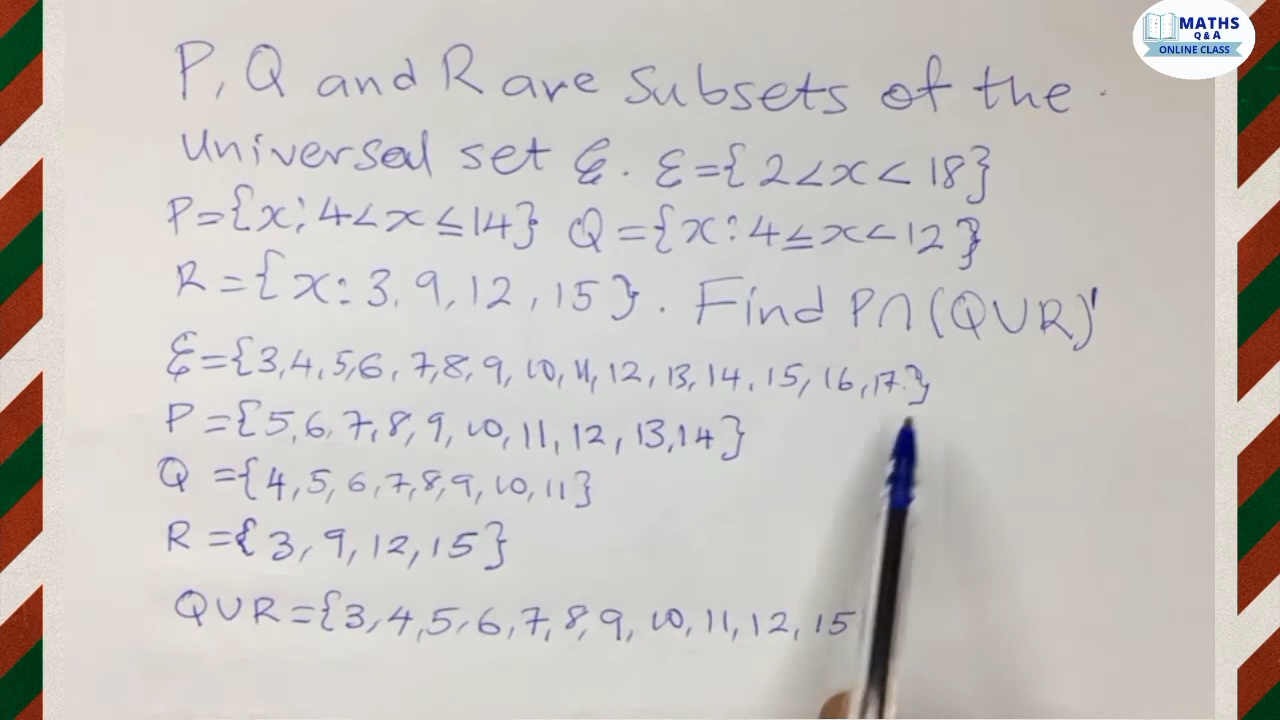 MATHS
Q & A
ONLINE CLASS
P, Q and R are Subsets of the
Universal set ξ. ξ={2<x<18}
P={x:4<x≤14} Q={x:4≤x<12}
R={x:3,9,12,15}. Find P∩(Q∪R)'
ξ={3,4,5,6,7,8,9,10,11,12,13,14,15,16,17.}
P={5,6,7,8,9,10,11,12,13,14}
Q={4,5,6,7,8,9,10,11}
R={3,9,12,15}
Q∪R={3,4,5,6,7,8,9,10,11,12,15